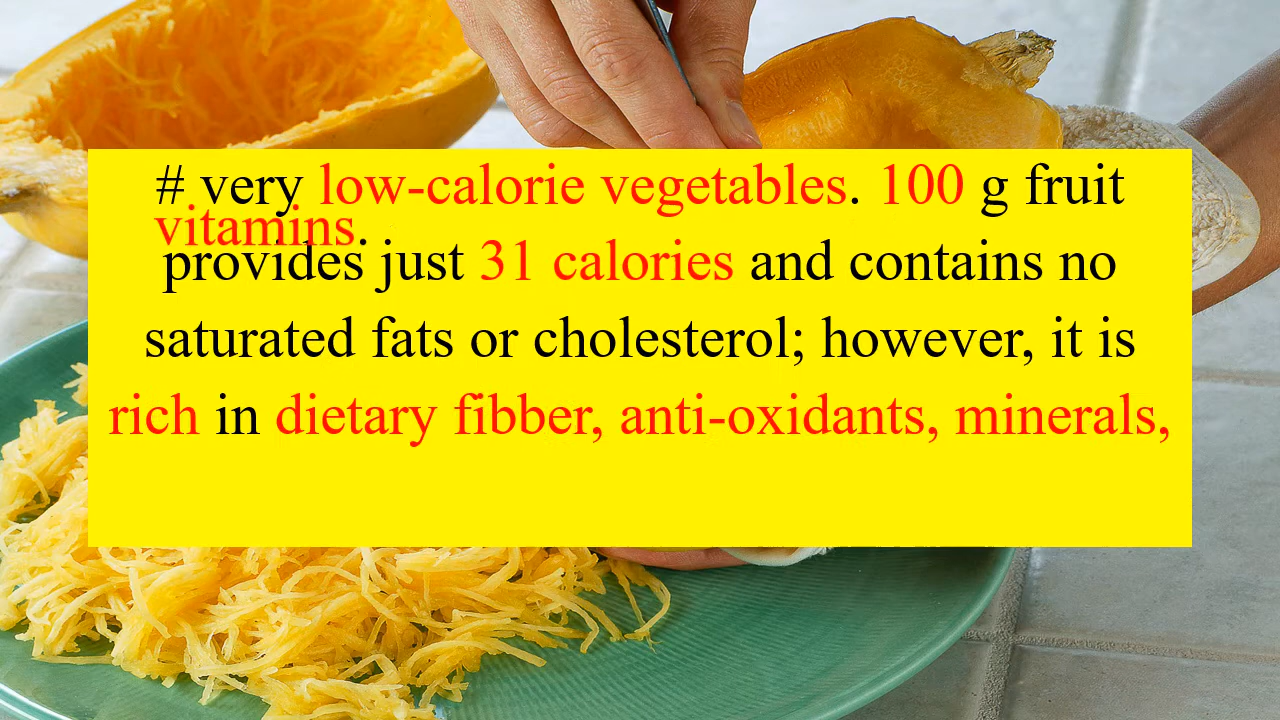 # very low-calorie vegetables. 100 g fruit
vitamins.
provides just 31 calories and contains no
saturated fats or cholesterol; however, it is
rich in dietary fibber, anti-oxidants, minerals,